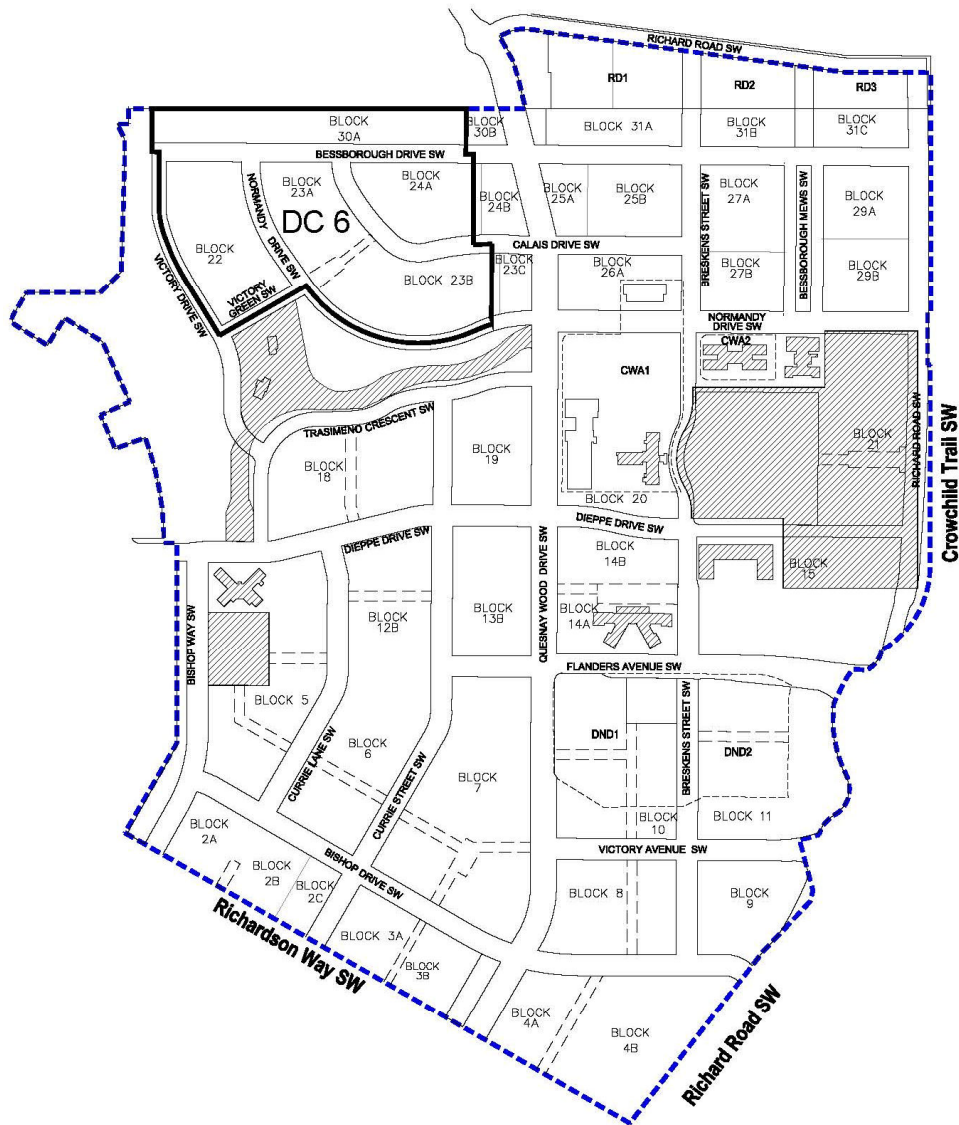 RICHARD ROAD SW
RD1
RD2
RD3
BLOCK
30A
BLOCK
30B
BLOCK 31A
BLOCK
31B
BLOCK
31C
BESSBOROUGH DRIVE SW
BLOCK
22
NORMANDY DRIVE SW
BLOCK
23A
DC 6
BLOCK
24A
BLOCK
24B
BLOCK
25A
BLOCK
25B
BRESKENS STREET SW
BLOCK
27A
BESSBOROUGH MEWS SW
BLOCK
29A
CALAIS DRIVE SW
VICTORY DRIVE SW
VICTORY
GREEN SW
BLOCK 23B
BLOCK
23C
BLOCK
26A
BLOCK
27B
BLOCK
29B
NORMANDY
DRIVE SW
CWA2
CWA1
TRASIMENO CRESCENT SW
BLOCK
18
BLOCK
19
BLOCK 20
BLOCK
21
RICHARD ROAD SW
Crowchild Trail SW
DIEPPE DRIVE SW
DIEPPE DRIVE SW
QUESNAY WOOD DRIVE SW
BLOCK
14B
BLOCK
15
BISHOP WAY SW
BLOCK
12B
BLOCK
13B
BLOCK
14A
FLANDERS AVENUE SW
BLOCK 5
BLOCK
6
CURRIE LANE SW
CURRIE STREET SW
BLOCK
7
DND1
BRESKENS STREET SW
DND2
BLOCK
10
BLOCK 11
VICTORY AVENUE SW
BLOCK
2A
BLOCK
2B
BLOCK
2C
BISHOP DRIVE SW
BLOCK 8
BLOCK
9
Richardson Way SW
BLOCK 3A
BLOCK
3B
BLOCK
4A
BLOCK
4B
Richard Road SW